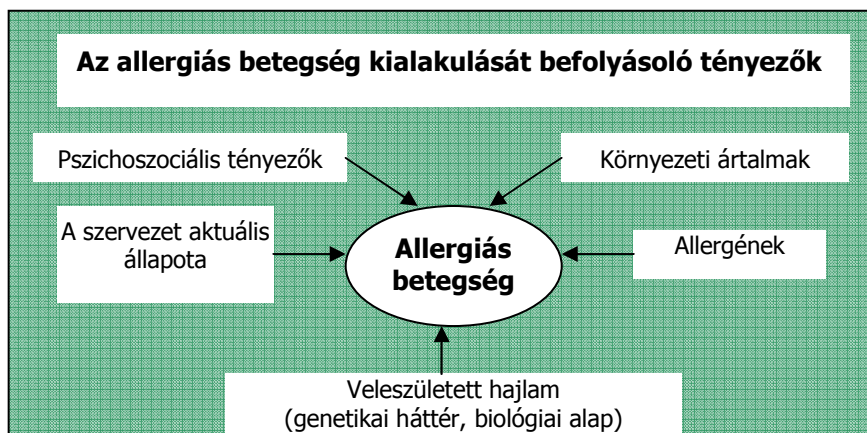 Az allergiás betegség kialakulását befolyásoló tényezők
Pszichoszociális tényezők
Környezeti ártalmak
A szervezet aktuális
állapota
Allergiás
betegség
Allergének
Veleszületett hajlam
(genetikai háttér, biológiai alap)